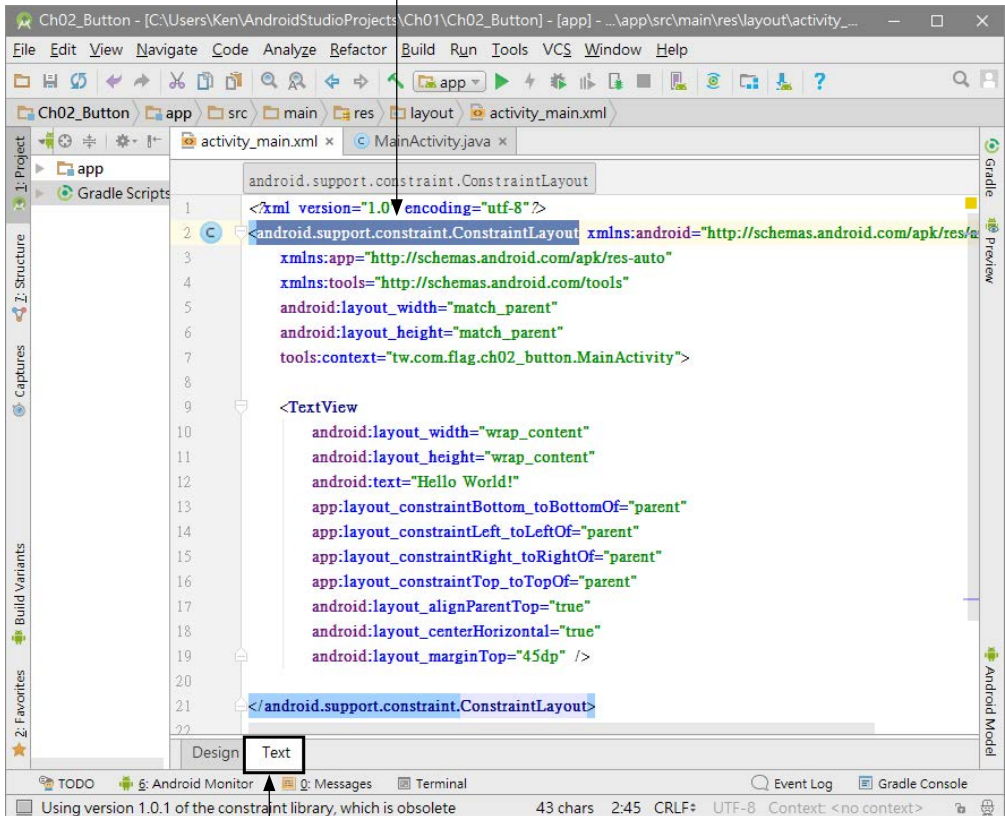 Ch02_Button - [C:\Users\Ken\AndroidStudioProjects\Ch01\Ch02_Button] - [app] - ...\app\src\main\res\layout\activity_...
File Edit View Navigate Code Analyze Refactor Build Run Tools VCS Window Help
app
Ch02_Button app src main res layout activity_main.xml
activity_main.xml MainActivity.java
app
Gradle Scripts
android.support.constraint.ConstraintLayout
1 <?xml version="1.0" encoding="utf-8"?>
2 <android.support.constraint.ConstraintLayout xmlns:android="http://schemas.android.com/apk/res/a
3 xmlns:app="http://schemas.android.com/apk/res-auto"
4 xmlns:tools="http://schemas.android.com/tools"
5 android:layout_width="match_parent"
6 android:layout_height="match_parent"
7 tools:context="tw.com.flag.ch02_button.MainActivity">
8
9 <TextView
10 android:layout_width="wrap_content"
11 android:layout_height="wrap_content"
12 android:text="Hello World!"
13 app:layout_constraintBottom_toBottomOf="parent"
14 app:layout_constraintLeft_toLeftOf="parent"
15 app:layout_constraintRight_toRightOf="parent"
16 app:layout_constraintTop_toTopOf="parent"
17 android:layout_alignParentTop="true"
18 android:layout_centerHorizontal="true"
19 android:layout_marginTop="45dp" />
20
21 </android.support.constraint.ConstraintLayout>
22
1: Project
7: Structure
Captures
Build Variants
2: Favorites
Gradle
Preview
Android Model
Design Text
TODO 6: Android Monitor 0: Messages Terminal Event Log Gradle Console
Using version 1.0.1 of the constraint library, which is obsolete 43 chars 2:45 CRLF UTF-8 Context: <no context>